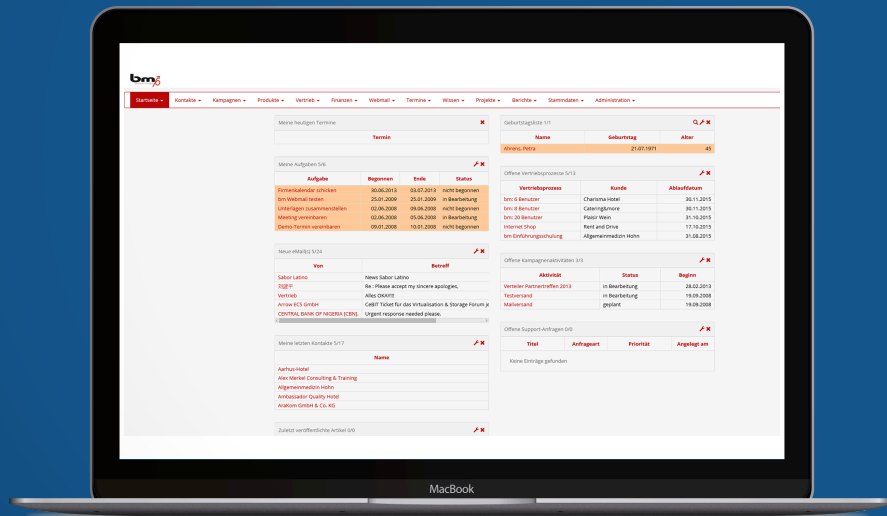 bm
Startseite Kontakte Kampagnen Produkte Vertrieb Finanzen Webmail Termine Wissen Projekte Berichte Stammdaten Administration
Meine heutigen Termine
Termin
Meine Aufgaben 5/6
Aufgabe Begonnen Ende Status
Firmenkalendar schicken 30.06.2013 03.07.2013 nicht begonnen
bm Webmail testen 25.01.2009 25.01.2009 in Bearbeitung
Unterlagen zusammenstellen 02.06.2008 09.06.2008 nicht begonnen
Meeting vereinbaren 02.06.2008 05.06.2008 in Bearbeitung
Demo-Termin vereinbaren 09.01.2008 10.01.2008 nicht begonnen
Neue eMail(s) 5/24
Von Betreff
Sabor Latino News Sabor Latino
刘建平 Re : Please accept my sincere apologies.
Vertrieb Alles OKAY!!!
Arrow ECS GmbH CeBIT Ticket für das Virtualisation & Storage Forum je
CENTRAL BANK OF NIGERIA [CBN]. Urgent response needed please.
Meine letzten Kontakte 5/17
Name
Aarhus-Hotel
Alex Merkel Consulting & Training
Allgemeinmedizin Hohn
Ambassador Quality Hotel
AraKom GmbH & Co. KG
Zuletzt veröffentlichte Artikel 0/0
Geburtstagsliste 1/1
Name Geburtstag Alter
Ahrens, Petra 21.07.1971 45
Offene Vertriebsprozesse 5/13
Vertriebsprozess Kunde Ablaufdatum
bm: 6 Benutzer Charisma Hotel 30.11.2015
bm: 8 Benutzer Catering&more 30.11.2015
bm: 20 Benutzer Plaisir Wein 31.10.2015
Internet Shop Rent and Drive 17.10.2015
bm Einführungsschulung Allgemeinmedizin Hohn 31.08.2015
Offene Kampagnenaktivitäten 3/3
Aktivität Status Beginn
Verteiler Partnertreffen 2013 in Bearbeitung 28.02.2013
Testversand in Bearbeitung 19.09.2008
Mailversand geplant 19.09.2008
Offene Support-Anfragen 0/0
Titel Anfrageart Priorität Angelegt am
Keine Einträge gefunden
MacBook